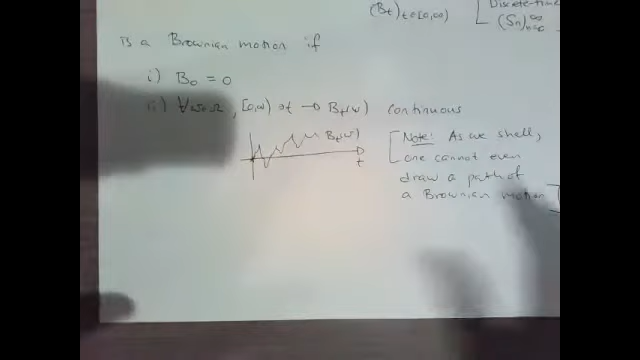 (Bt)t∈[0,∞)
[Discrete-time
(Sn)∞n=0
is a Brownian motion if
i) B0 = 0
ii) ∀ω∈Ω, [0,∞) ∋t → Bt(ω) continuous
Bt(ω)
t
[Note: As we shell,
one cannot even
draw a path of
a Brownian motion]